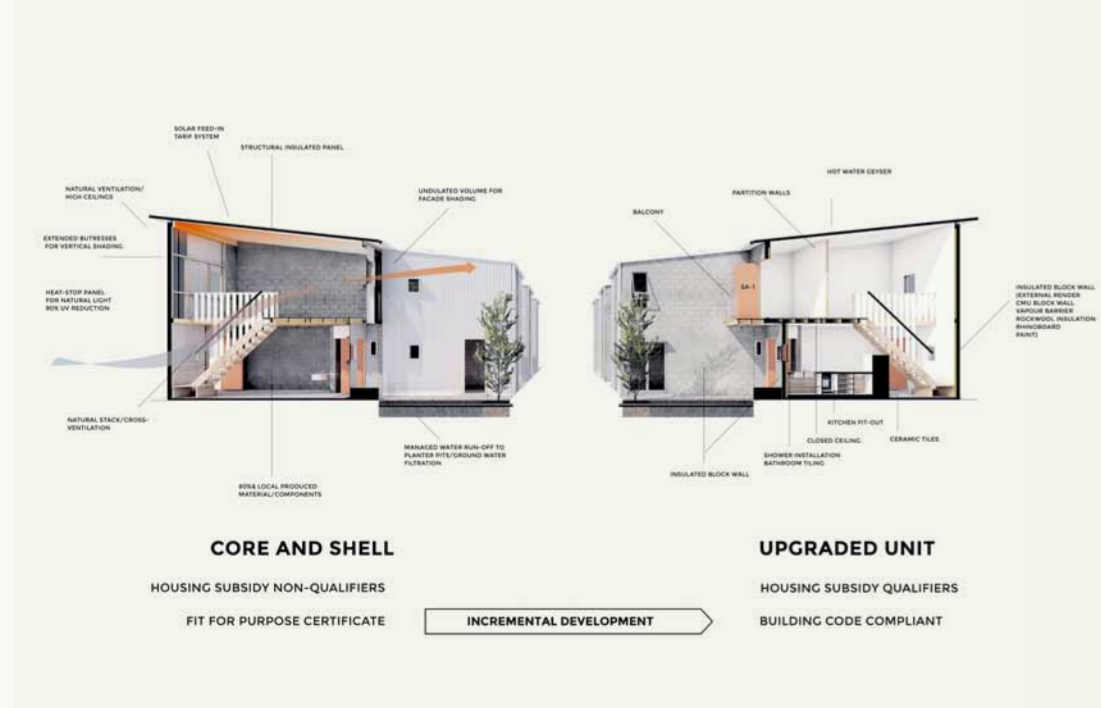 SOLAR FEED-IN
TARIF SYSTEM
STRUCTURAL INSULATED PANEL
NATURAL VENTILATION/
HIGH CEILINGS
UNDULATED VOLUME FOR
FACADE SHADING
EXTENDED BUTRESSES
FOR VERTICAL SHADING
HEAT-STOP PANEL
FOR NATURAL LIGHT
90% UV REDUCTION
NATURAL STACK/CROSS-
VENTILATION
MANAGED WATER RUN-OFF TO
PLANTER PITS/GROUND WATER
FILTRATION
LOCAL PRODUCED
MATERIAL/COMPONENTS
HOT WATER GEYSER
PARTITION WALLS
BALCONY
SA-1
INSULATED BLOCK WALL
(EXTERNAL RENDER
CMU BLOCK WALL
VAPOUR BARRIER
ROCKWOOL INSULATION
RHINOBOARD
PAINT)
KITCHEN FIT-OUT
CLOSED CEILING
CERAMIC TILES
SHOWER INSTALLATION
BATHROOM TILING
INSULATED BLOCK WALL
CORE AND SHELL
HOUSING SUBSIDY NON-QUALIFIERS
FIT FOR PURPOSE CERTIFICATE
INCREMENTAL DEVELOPMENT
UPGRADED UNIT
HOUSING SUBSIDY QUALIFIERS
BUILDING CODE COMPLIANT